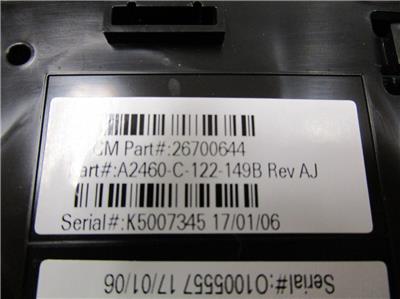 CM Part#:26700644
Part#:A2460-C-122-149B Rev AJ
Serial#:K5007345 17/01/06
Serial#:O1005557 17/01/06